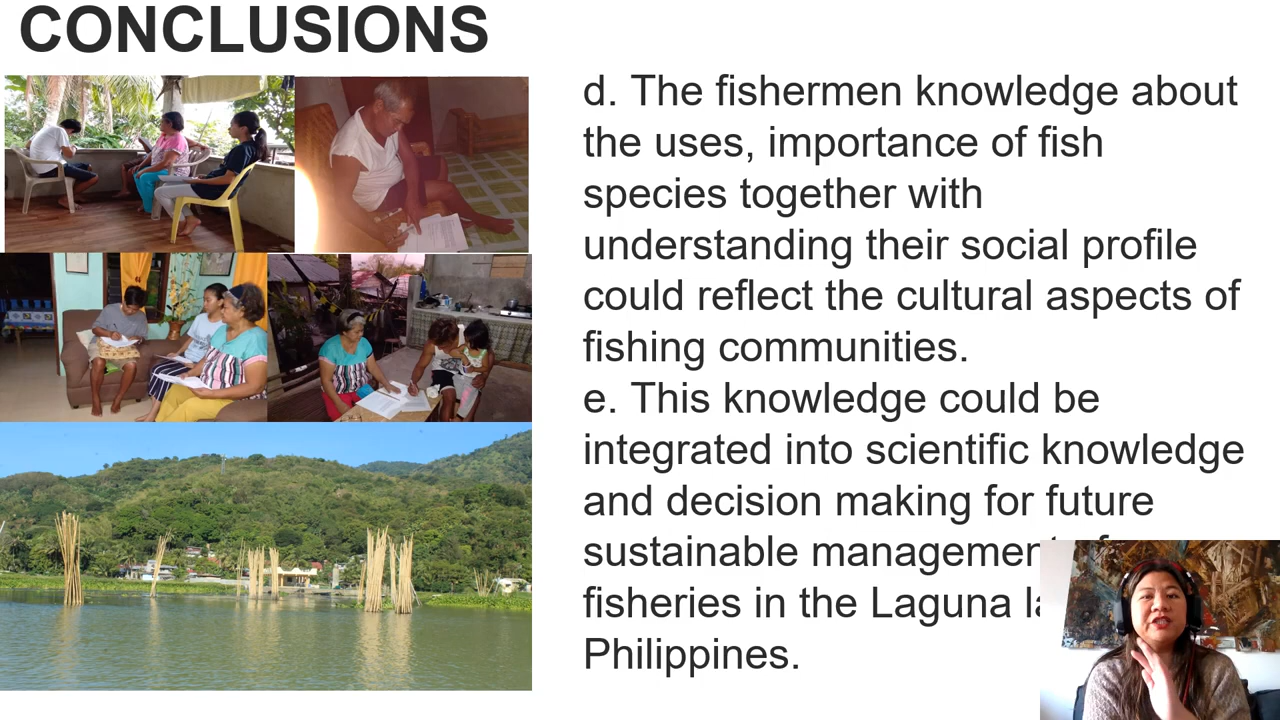 CONCLUSIONS
d. The fishermen knowledge about
the uses, importance of fish
species together with
understanding their social profile
could reflect the cultural aspects of
fishing communities.
e. This knowledge could be
integrated into scientific knowledge
and decision making for future
sustainable management
fisheries in the Laguna
Philippines.